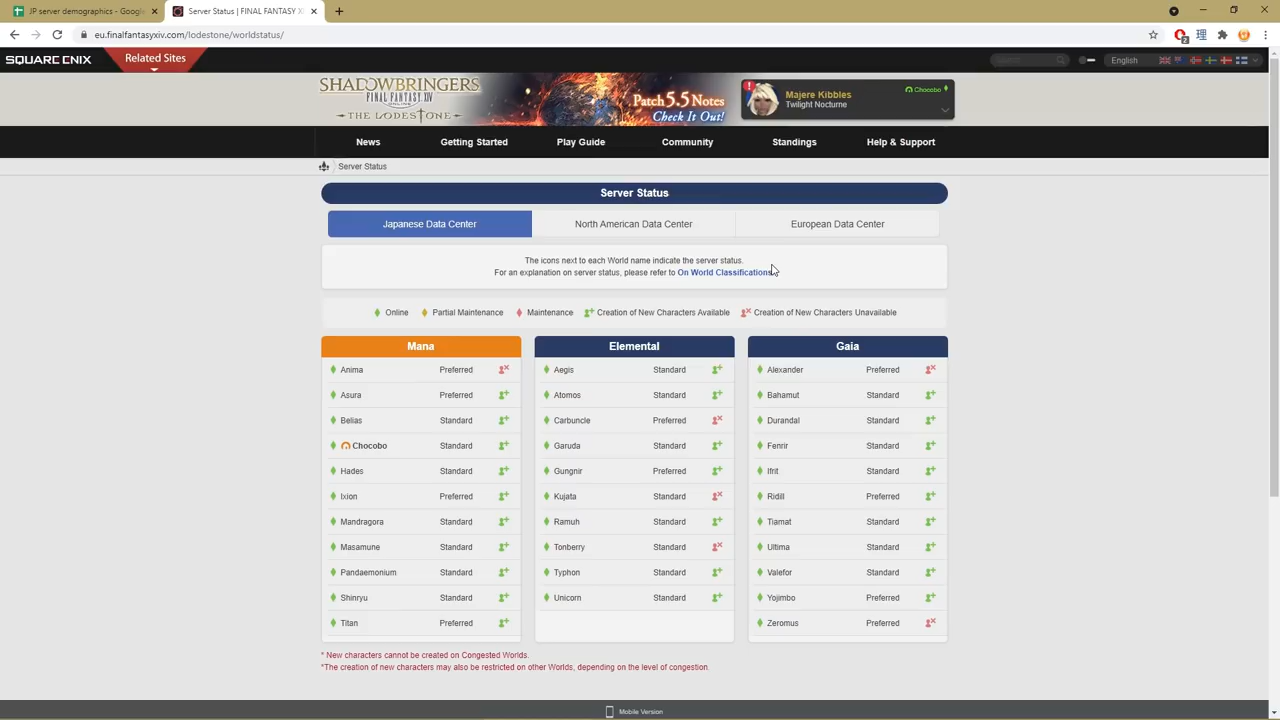 JP server demographics - Google
Server Status | FINAL FANTASY XI
eu.finalfantasyxiv.com/lodestone/worldstatus/
2
理
SQUARE ENIX
Related Sites
Search
English
SHADOWBRINGERS
FINAL FANTASY XIV
THE LODESTONE
Patch 5.5 Notes
Check It Out!
Majere Kibbles
Twilight Nocturne
Chocobo
News
Getting Started
Play Guide
Community
Standings
Help & Support
Server Status
Server Status
Japanese Data Center
North American Data Center
European Data Center
The icons next to each World name indicate the server status.
For an explanation on server status, please refer to On World Classifications.
Online
Partial Maintenance
Maintenance
Creation of New Characters Available
Creation of New Characters Unavailable
Mana
Anima Preferred
Asura Preferred
Belias Standard
Chocobo Standard
Hades Standard
Ixion Preferred
Mandragora Standard
Masamune Standard
Pandaemonium Standard
Shinryu Standard
Titan Preferred
Elemental
Aegis Standard
Atomos Standard
Carbuncle Preferred
Garuda Standard
Gungnir Preferred
Kujata Standard
Ramuh Standard
Tonberry Standard
Typhon Standard
Unicorn Standard
Gaia
Alexander Preferred
Bahamut Standard
Durandal Standard
Fenrir Standard
Ifrit Standard
Ridill Preferred
Tiamat Standard
Ultima Standard
Valefor Standard
Yojimbo Preferred
Zeromus Preferred
* New characters cannot be created on Congested Worlds.
*The creation of new characters may also be restricted on other Worlds, depending on the level of congestion.
Mobile Version